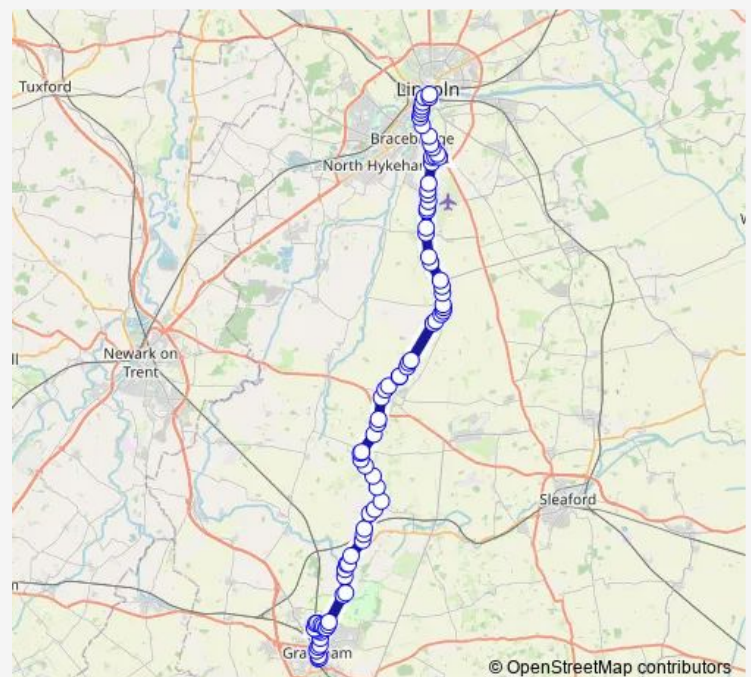 Tuxford
Lincoln
Bracebridge
North Hykeham
Newark on
Trent
Sleaford
Grantham
© OpenStreetMap contributors